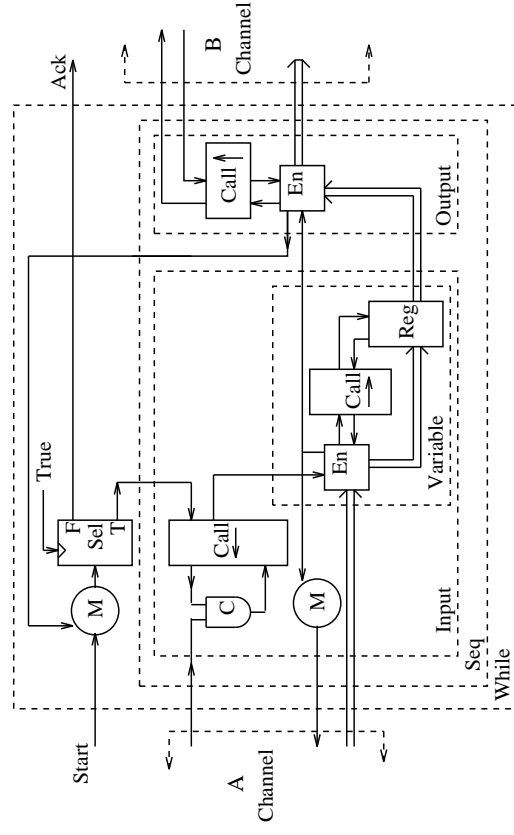 Start
A
Channel
M
True
F
Sel
T
Ack
Call
C
M
En
Call
Reg
Variable
Input
Call
En
Output
B
Channel
Seq
While